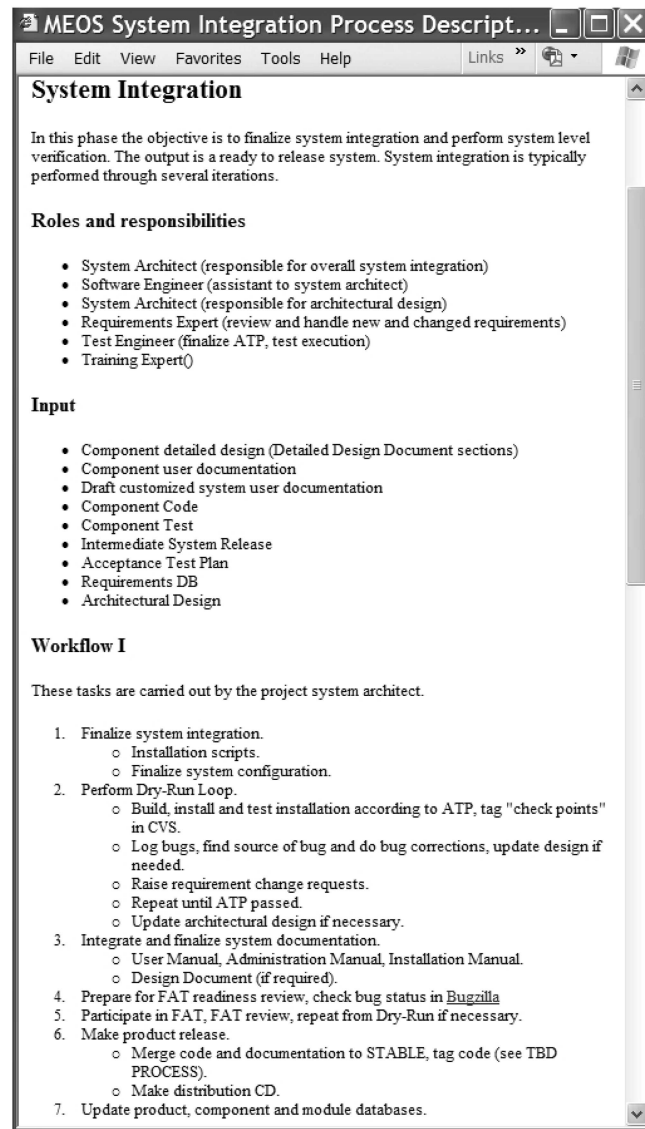 MEOS System Integration Process Descript...
File Edit View Favorites Tools Help Links »
System Integration
In this phase the objective is to finalize system integration and perform system level
verification. The output is a ready to release system. System integration is typically
performed through several iterations.
Roles and responsibilities
• System Architect (responsible for overall system integration)
• Software Engineer (assistant to system architect)
• System Architect (responsible for architectural design)
• Requirements Expert (review and handle new and changed requirements)
• Test Engineer (finalize ATP, test execution)
• Training Expert()
Input
• Component detailed design (Detailed Design Document sections)
• Component user documentation
• Draft customized system user documentation
• Component Code
• Component Test
• Intermediate System Release
• Acceptance Test Plan
• Requirements DB
• Architectural Design
Workflow I
These tasks are carried out by the project system architect.
1. Finalize system integration.
○ Installation scripts.
○ Finalize system configuration.
2. Perform Dry-Run Loop.
○ Build, install and test installation according to ATP, tag "check points"
in CVS.
○ Log bugs, find source of bug and do bug corrections, update design if
needed.
○ Raise requirement change requests.
○ Repeat until ATP passed.
○ Update architectural design if necessary.
3. Integrate and finalize system documentation.
○ User Manual, Administration Manual, Installation Manual.
○ Design Document (if required).
4. Prepare for FAT readiness review, check bug status in Bugzilla
5. Participate in FAT, FAT review, repeat from Dry-Run if necessary.
6. Make product release.
○ Merge code and documentation to STABLE, tag code (see TBD
PROCESS).
○ Make distribution CD.
7. Update product, component and module databases.